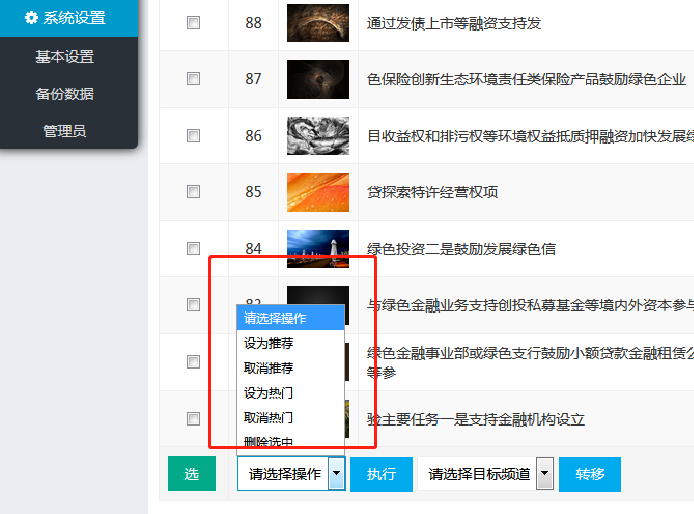 系统设置
基本设置
备份数据
管理员
88 通过发债上市等融资支持发
87 色保险创新生态环境责任类保险产品鼓励绿色企业
86 目收益权和排污权等环境权益抵质押融资加快发展绿
85 贷探索特许经营权项
84 绿色投资二是鼓励发展绿色信
与绿色金融业务支持创投私募基金等境内外资本参与
绿色金融事业部或绿色支行鼓励小额贷款金融租赁公
等参
验主要任务一是支持金融机构设立
请选择操作
设为推荐
取消推荐
设为热门
取消热门
删除选中
选 请选择操作 执行 请选择目标频道 转移